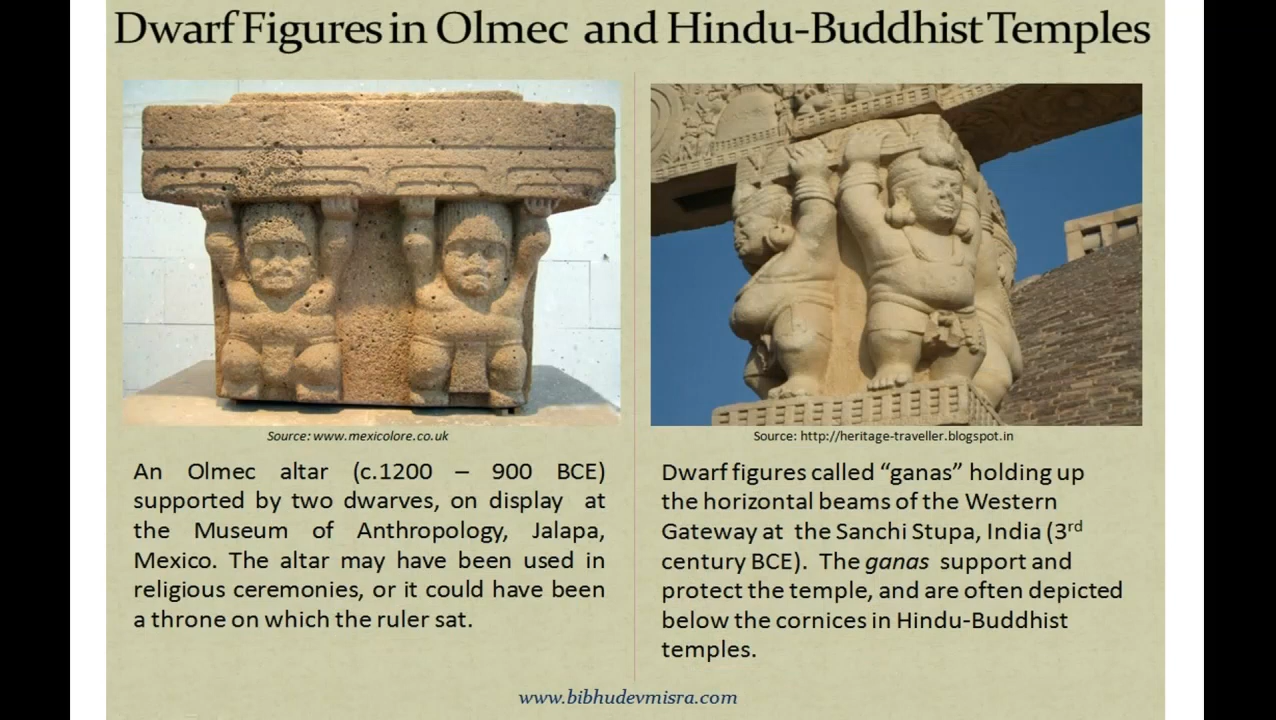 Dwarf Figures in Olmec and Hindu-Buddhist Temples
Source: www.mexicolore.co.uk
An Olmec altar (c.1200 – 900 BCE)
supported by two dwarves, on display at
the Museum of Anthropology, Jalapa,
Mexico. The altar may have been used in
religious ceremonies, or it could have been
a throne on which the ruler sat.
Source: http://heritage-traveller.blogspot.in
Dwarf figures called “ganas” holding up
the horizontal beams of the Western
Gateway at the Sanchi Stupa, India (3rd
century BCE). The ganas support and
protect the temple, and are often depicted
below the cornices in Hindu-Buddhist
temples.
www.bibhudevmisra.com